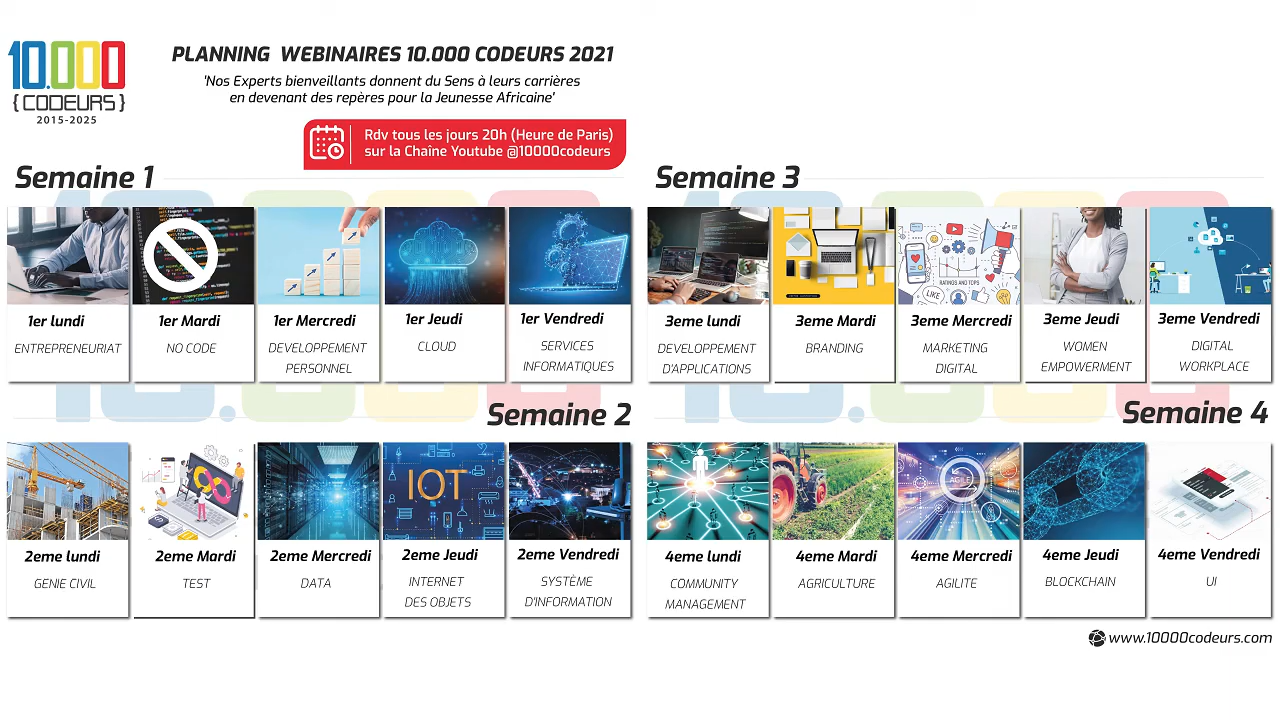 10.000
{CODEURS}
2015-2025
PLANNING WEBINAIRES 10.000 CODEURS 2021
'Nos Experts bienveillants donnent du Sens à leurs carrières
en devenant des repères pour la Jeunesse Africaine'
Rdv tous les jours 20h (Heure de Paris)
sur la Chaîne Youtube @10000codeurs
Semaine 1
1er lundi
ENTREPRENEURIAT
1er Mardi
NO CODE
1er Mercredi
DEVELOPPEMENT
PERSONNEL
1er Jeudi
CLOUD
1er Vendredi
SERVICES
INFORMATIQUES
Semaine 2
2eme lundi
GENIE CIVIL
2eme Mardi
TEST
2eme Mercredi
DATA
IOT
2eme Jeudi
INTERNET
DES OBJETS
2eme Vendredi
SYSTÈME
D'INFORMATION
Semaine 3
3eme lundi
DEVELOPPEMENT
D'APPLICATIONS
3eme Mardi
BRANDING
LIKE
RATINGS AND TOPS
3eme Mercredi
MARKETING
DIGITAL
3eme Jeudi
WOMEN
EMPOWERMENT
3eme Vendredi
DIGITAL
WORKPLACE
Semaine 4
4eme lundi
COMMUNITY
MANAGEMENT
4eme Mardi
AGRICULTURE
AGILE
4eme Mercredi
AGILITE
4eme Jeudi
BLOCKCHAIN
4eme Vendredi
UI
www.10000codeurs.com